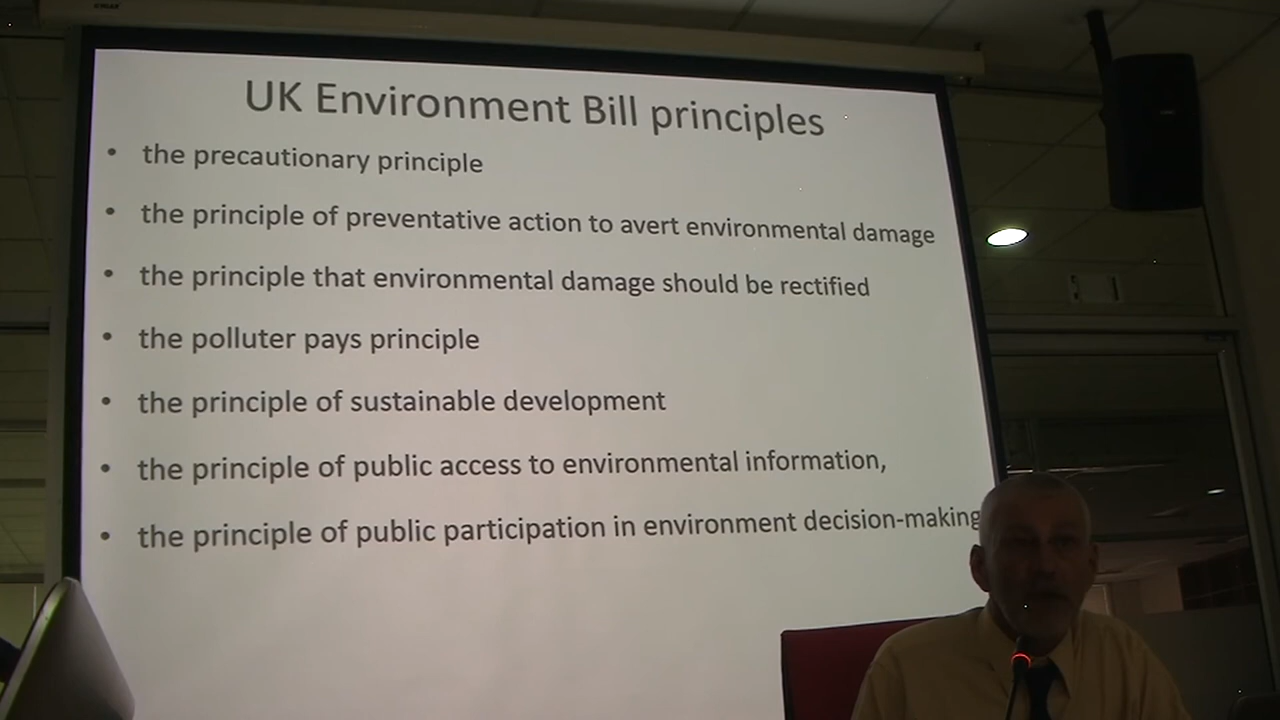 UK Environment Bill principles
• the precautionary principle
• the principle of preventative action to avert environmental damage
• the principle that environmental damage should be rectified
• the polluter pays principle
• the principle of sustainable development
• the principle of public access to environmental information,
• the principle of public participation in environment decision-making